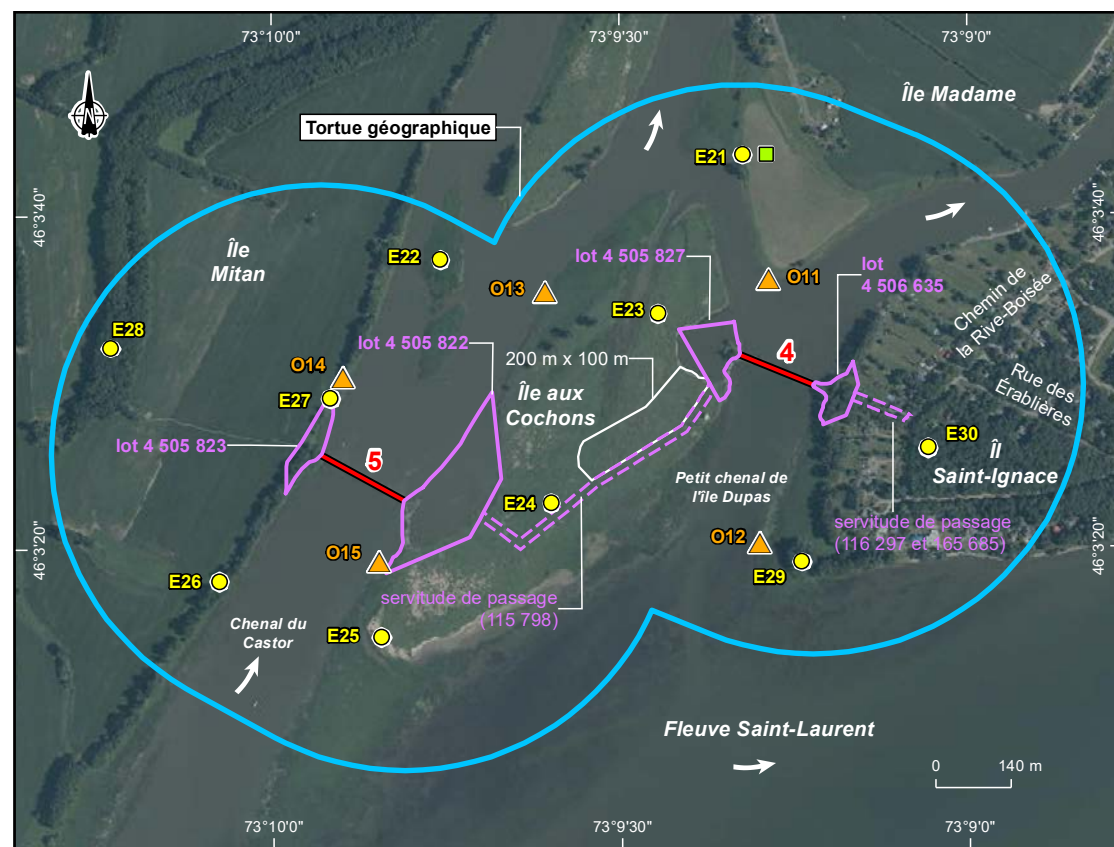 73°10'0"
73°9'30"
73°9'0"
Île Madame
Tortue géographique
E21
46°3'40"
46°3'40"
Île
Mitan
E22
lot 4 505 827
lot
4 506 635
O13
O11
E23
Chemin de
la Rive-Boisée
E28
lot 4 505 822
200 m x 100 m
4
O14
E27
Île aux
Cochons
Rue des
Érablières
lot 4 505 823
5
E30
Îl
Saint-Ignace
Petit chenal de
l'île Dupas
E24
servitude de passage
(116 297 et 165 685)
46°3'20"
46°3'20"
O12
O15
E29
E26
servitude de passage
(115 798)
Chenal du
Castor
E25
Fleuve Saint-Laurent
0
140 m
73°10'0"
73°9'30"
73°9'0"